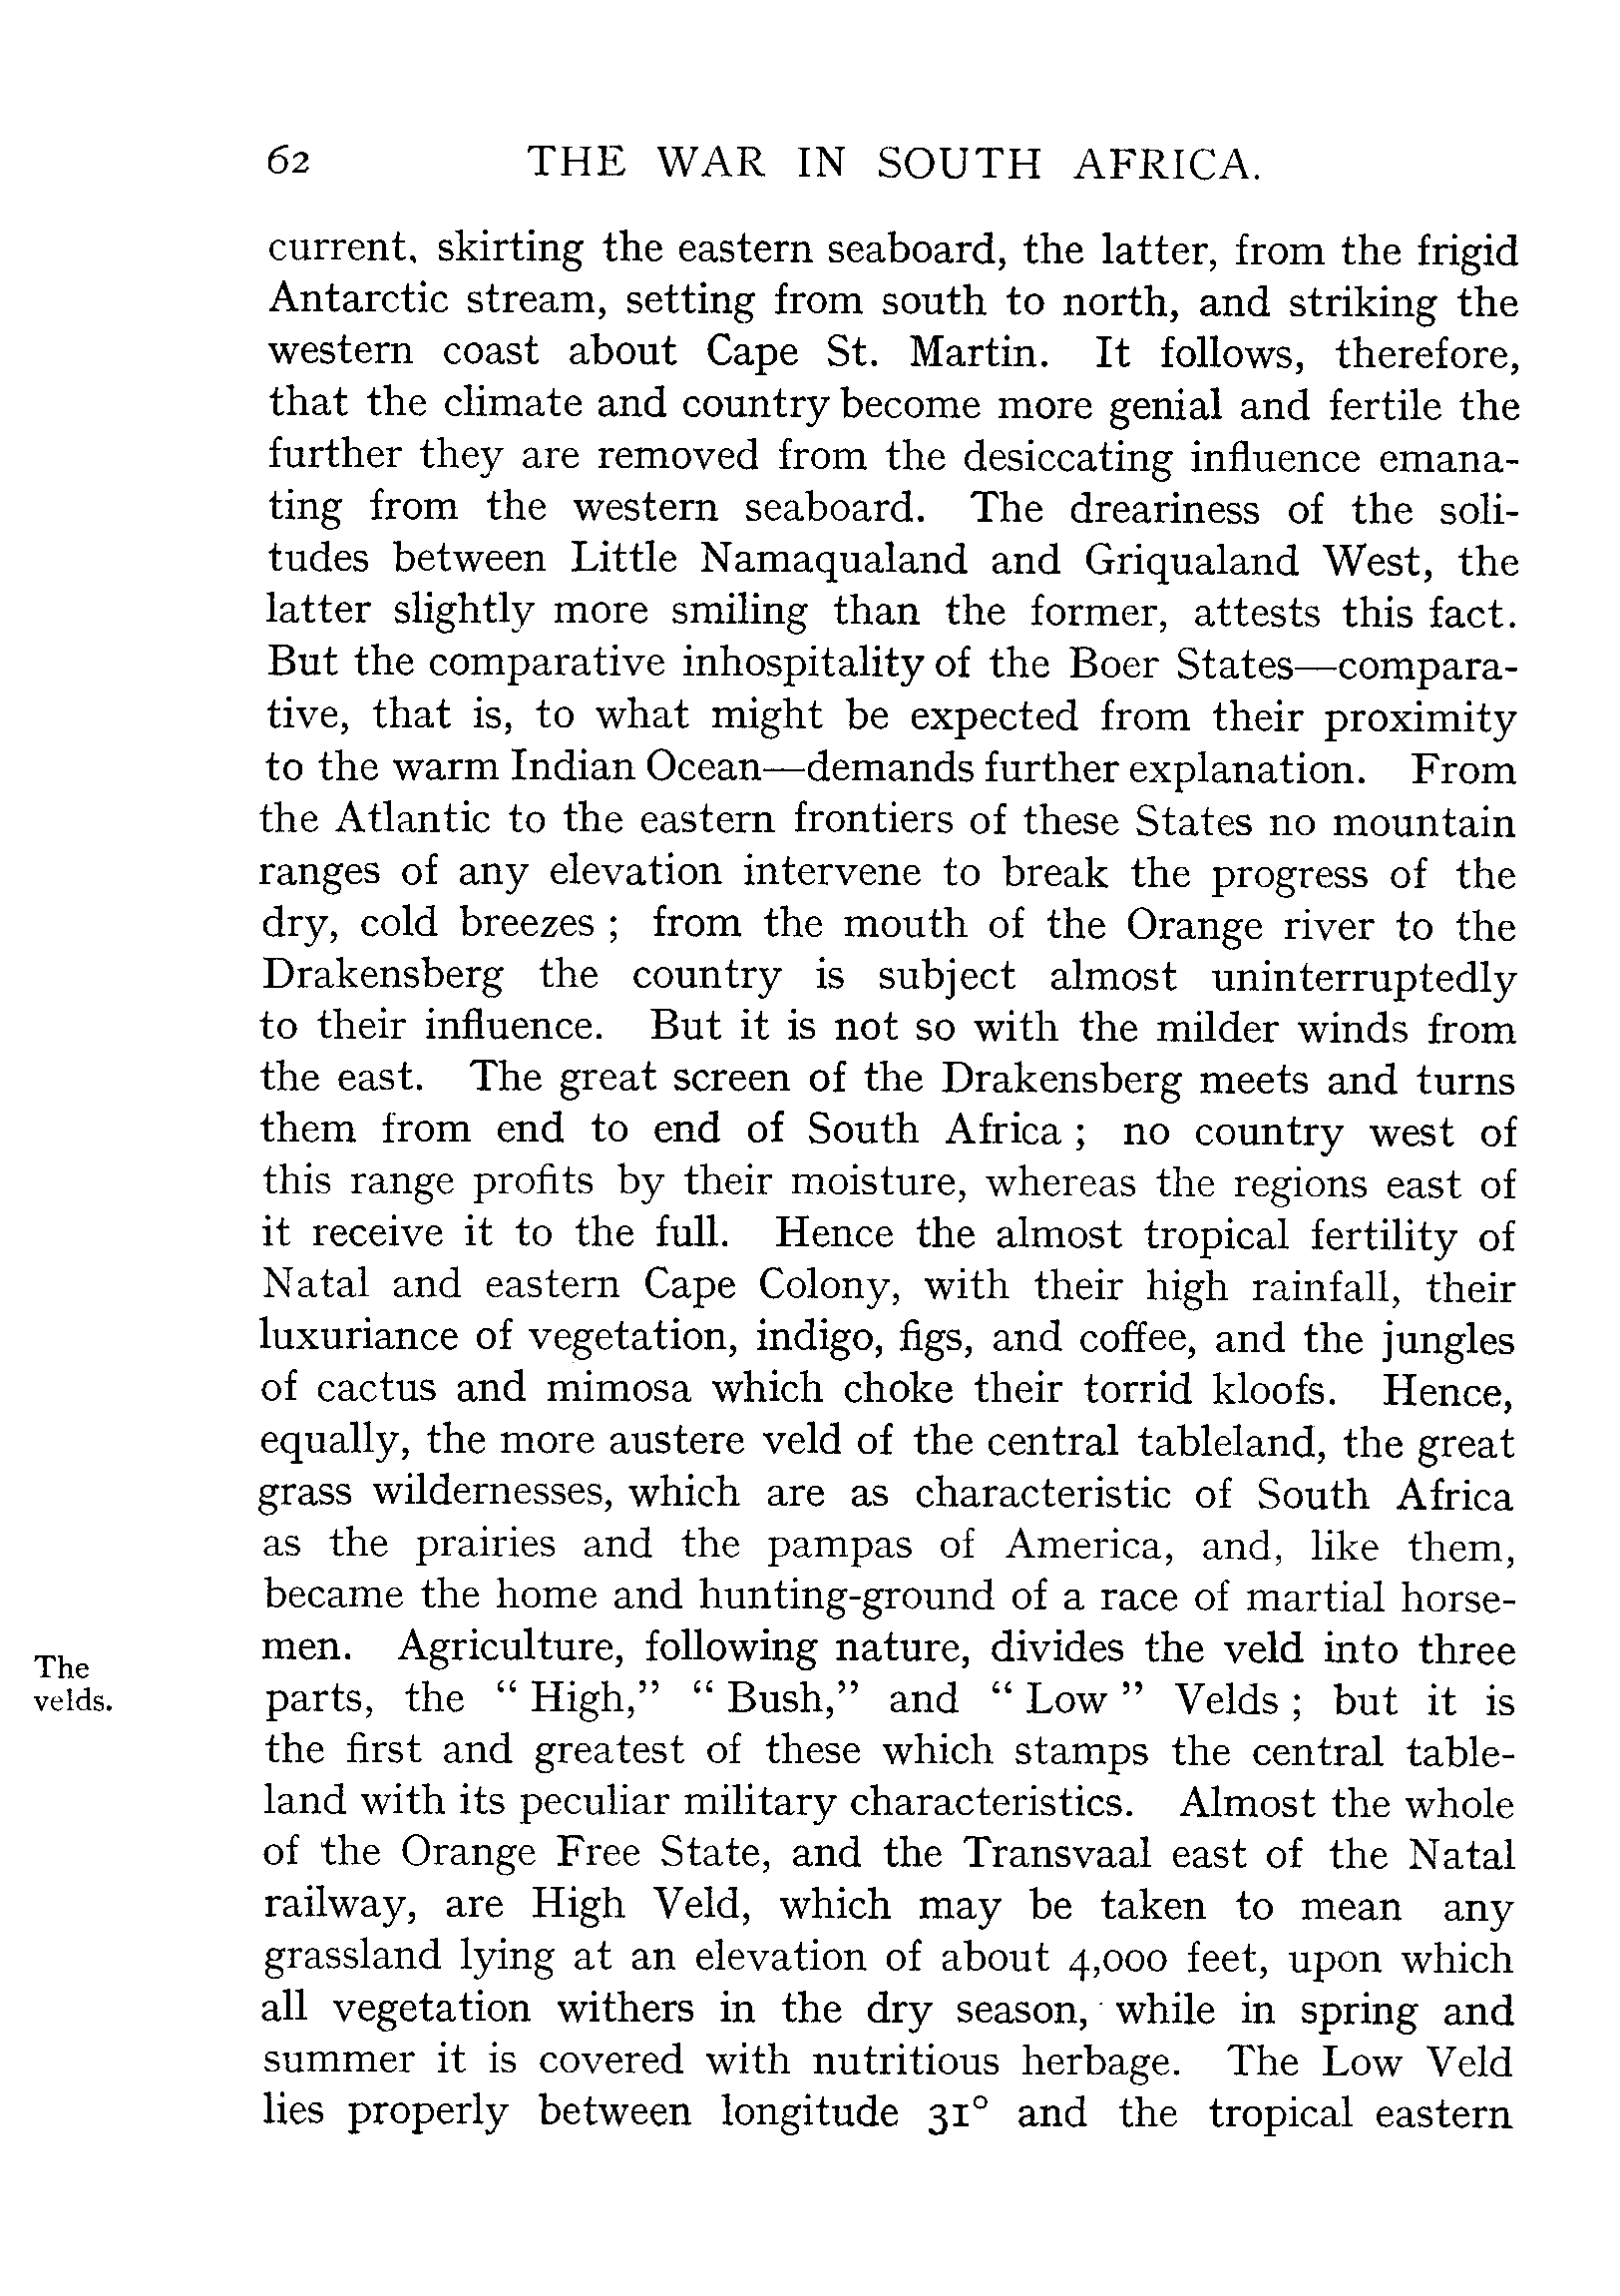 62 THE WAR IN SOUTH AFRICA.
current, skirting the eastern seaboard, the latter, from the frigid
Antarctic stream, setting from south to north, and striking the
western coast about Cape St. Martin. It follows, therefore,
that the climate and country become more genial and fertile the
further they are removed from the desiccating influence emana-
ting from the western seaboard. The dreariness of the soli-
tudes between Little Namaqualand and Griqualand West, the
latter slightly more smiling than the former, attests this fact.
But the comparative inhospitality of the Boer States—compara-
tive, that is, to what might be expected from their proximity
to the warm Indian Ocean—demands further explanation. From
the Atlantic to the eastern frontiers of these States no mountain
ranges of any elevation intervene to break the progress of the
dry, cold breezes ; from the mouth of the Orange river to the
Drakensberg the country is subject almost uninterruptedly
to their influence. But it is not so with the milder winds from
the east. The great screen of the Drakensberg meets and turns
them from end to end of South Africa ; no country west of
this range profits by their moisture, whereas the regions east of
it receive it to the full. Hence the almost tropical fertility of
Natal and eastern Cape Colony, with their high rainfall, their
luxuriance of vegetation, indigo, figs, and coffee, and the jungles
of cactus and mimosa which choke their torrid kloofs. Hence,
equally, the more austere veld of the central tableland, the great
grass wildernesses, which are as characteristic of South Africa
as the prairies and the pampas of America, and, like them,
became the home and hunting-ground of a race of martial horse-
men. Agriculture, following nature, divides the veld into three
The
velds.
parts, the “ High,” “ Bush,” and “ Low ” Velds ; but it is
the first and greatest of these which stamps the central table-
land with its peculiar military characteristics. Almost the whole
of the Orange Free State, and the Transvaal east of the Natal
railway, are High Veld, which may be taken to mean any
grassland lying at an elevation of about 4,000 feet, upon which
all vegetation withers in the dry season, while in spring and
summer it is covered with nutritious herbage. The Low Veld
lies properly between longitude 31° and the tropical eastern